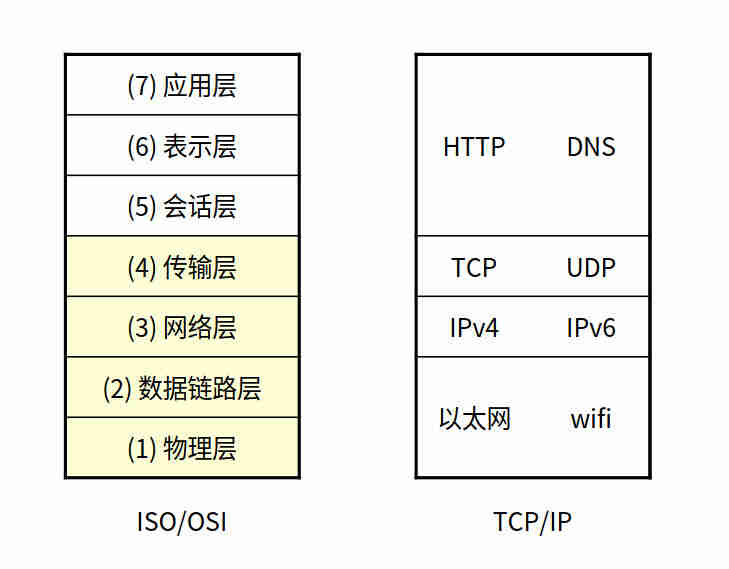 (7) 应用层
(6) 表示层
(5) 会话层
(4) 传输层
(3) 网络层
(2) 数据链路层
(1) 物理层
ISO/OSI
HTTP DNS
TCP UDP
IPv4 IPv6
以太网 wifi
TCP/IP